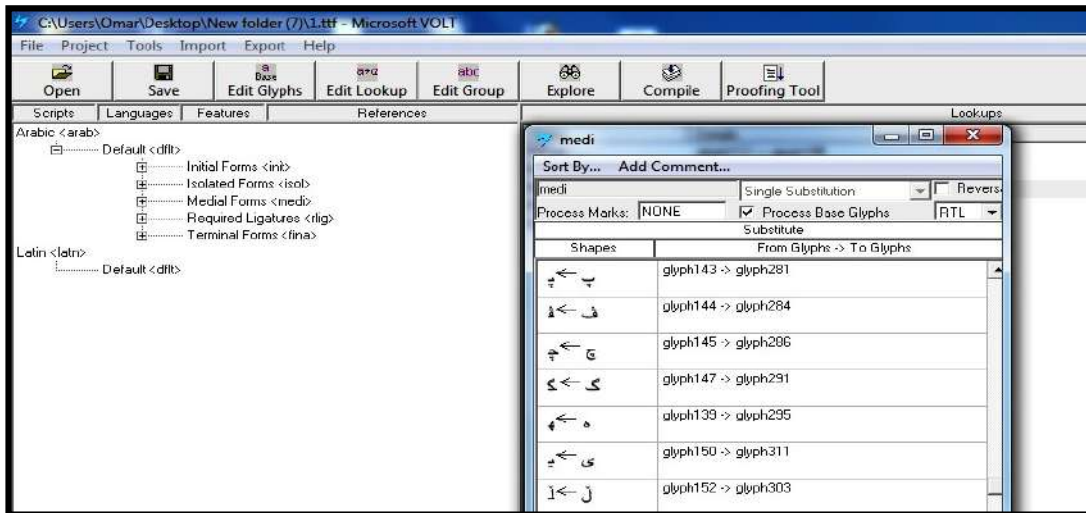 C:\Users\Omar\Desktop\New folder (7)\1.ttf - Microsoft VOLT
File Project Tools Import Export Help
a Base a→α abc
Open Save Edit Glyphs Edit Lookup Edit Group Explore Compile Proofing Tool
Scripts Languages Features References Lookups
Arabic <arab>
Default <dflt>
Initial Forms <init>
Isolated Forms <isol>
Medial Forms <medi>
Required Ligatures <rlig>
Terminal Forms <fina>
Latin <latn>
Default <dflt>
medi
Sort By... Add Comment...
medi Single Substitution Revers
Process Marks: NONE Process Base Glyphs RTL
Substitute
Shapes From Glyphs -> To Glyphs
پ glyph143 -> glyph281
ف glyph144 -> glyph284
چ glyph145 -> glyph286
گ glyph147 -> glyph291
ه glyph139 -> glyph295
ی glyph150 -> glyph311
glyph152 -> glyph303